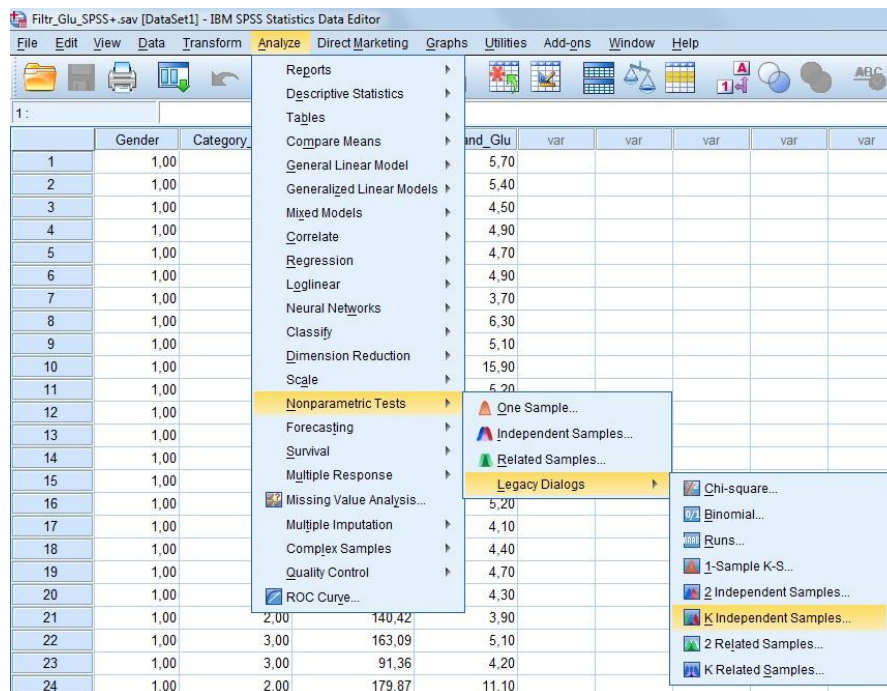 Filtr_Glu_SPSS+.sav [DataSet1] - IBM SPSS Statistics Data Editor
File Edit View Data Transform Analyze Direct Marketing Graphs Utilities Add-ons Window Help
1 :
Gender Category_ and_Glu var var var var var
1 1,00 5,70
2 1,00 5,40
3 1,00 4,50
4 1,00 4,90
5 1,00 4,70
6 1,00 4,90
7 1,00 3,70
8 1,00 6,30
9 1,00 5,10
10 1,00 15,90
11 1,00 5,20
12 1,00
13 1,00
14 1,00
15 1,00
16 1,00 5,20
17 1,00 4,10
18 1,00 4,40
19 1,00 4,70
20 1,00 4,30
21 1,00 2,00 140,42 3,90
22 1,00 3,00 163,09 5,10
23 1,00 3,00 91,36 4,20
24 1,00 2,00 179,87 11,10
Reports
Descriptive Statistics
Tables
Compare Means
General Linear Model
Generalized Linear Models
Mixed Models
Correlate
Regression
Loglinear
Neural Networks
Classify
Dimension Reduction
Scale
Nonparametric Tests
Forecasting
Survival
Multiple Response
Missing Value Analysis...
Multiple Imputation
Complex Samples
Quality Control
ROC Curve...
One Sample...
Independent Samples...
Related Samples...
Legacy Dialogs
Chi-square...
Binomial...
Runs...
1-Sample K-S...
2 Independent Samples...
K Independent Samples...
2 Related Samples...
K Related Samples...